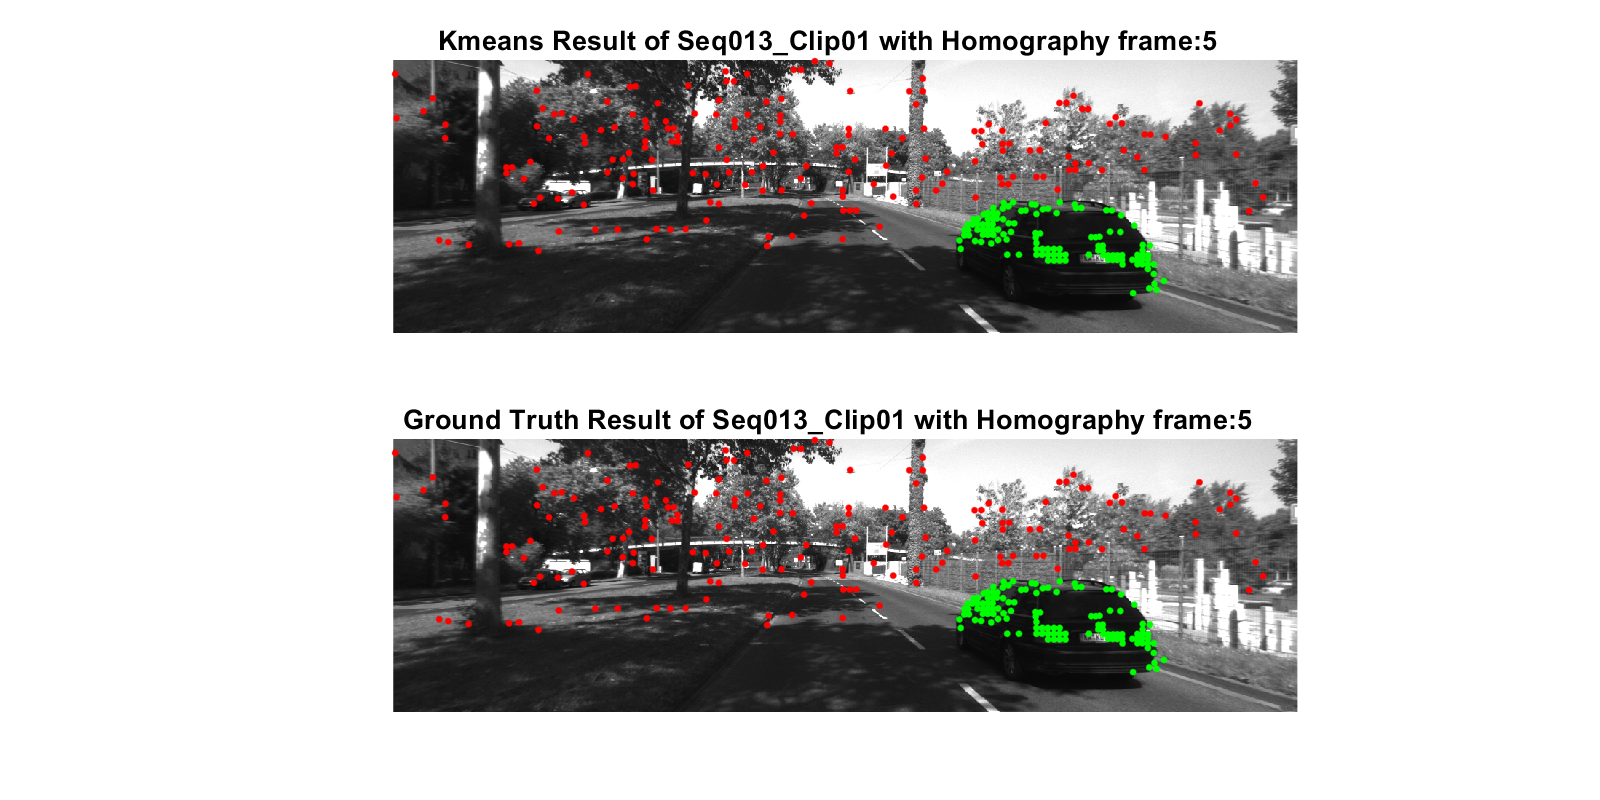 Kmeans Result of Seq013_Clip01 with Homography frame:5
Ground Truth Result of Seq013_Clip01 with Homography frame:5